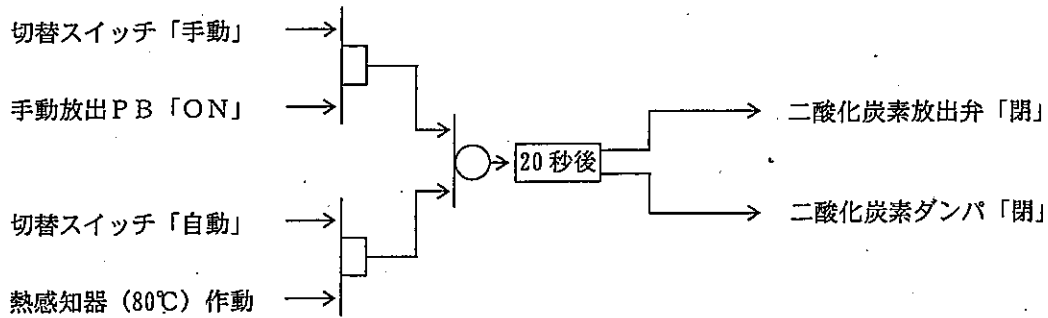 切替スイッチ「手動」
手動放出PB「ON」
切替スイッチ「自動」
熱感知器(80℃)作動
20秒後
二酸化炭素放出弁「閉」
二酸化炭素ダンパ「閉」